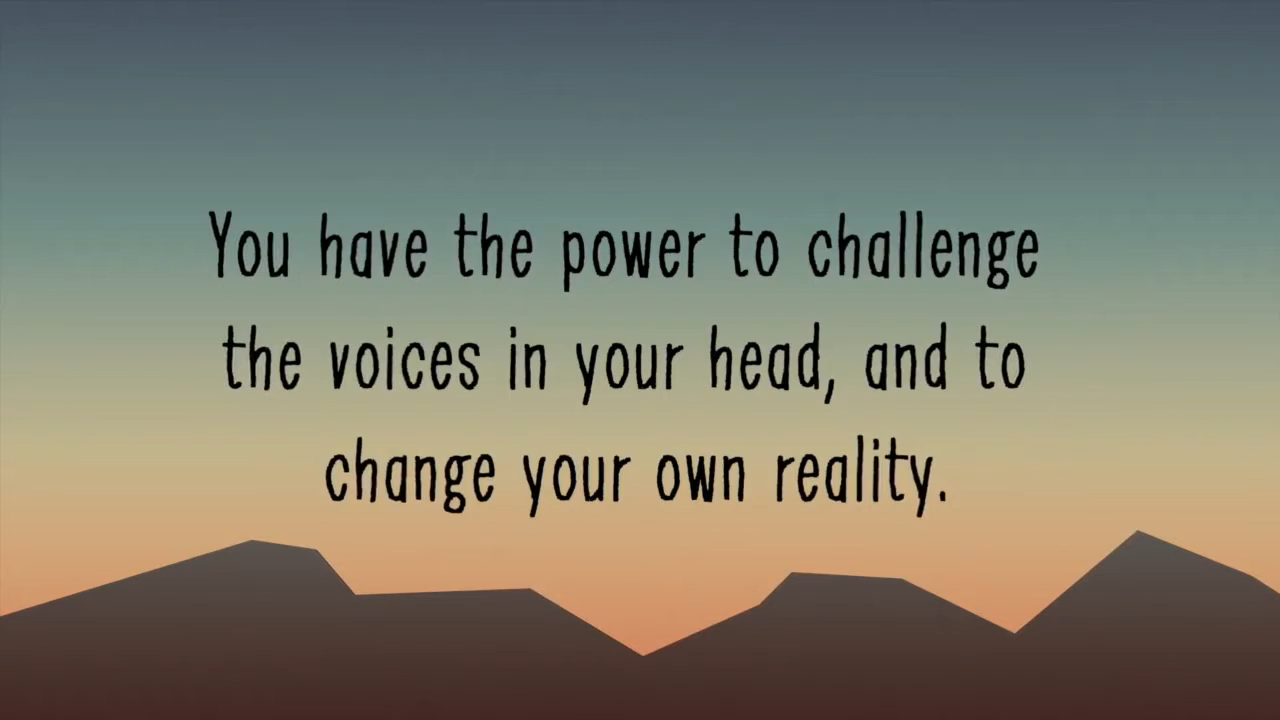 You have the power to challenge
the voices in your head, and to
change your own reality.